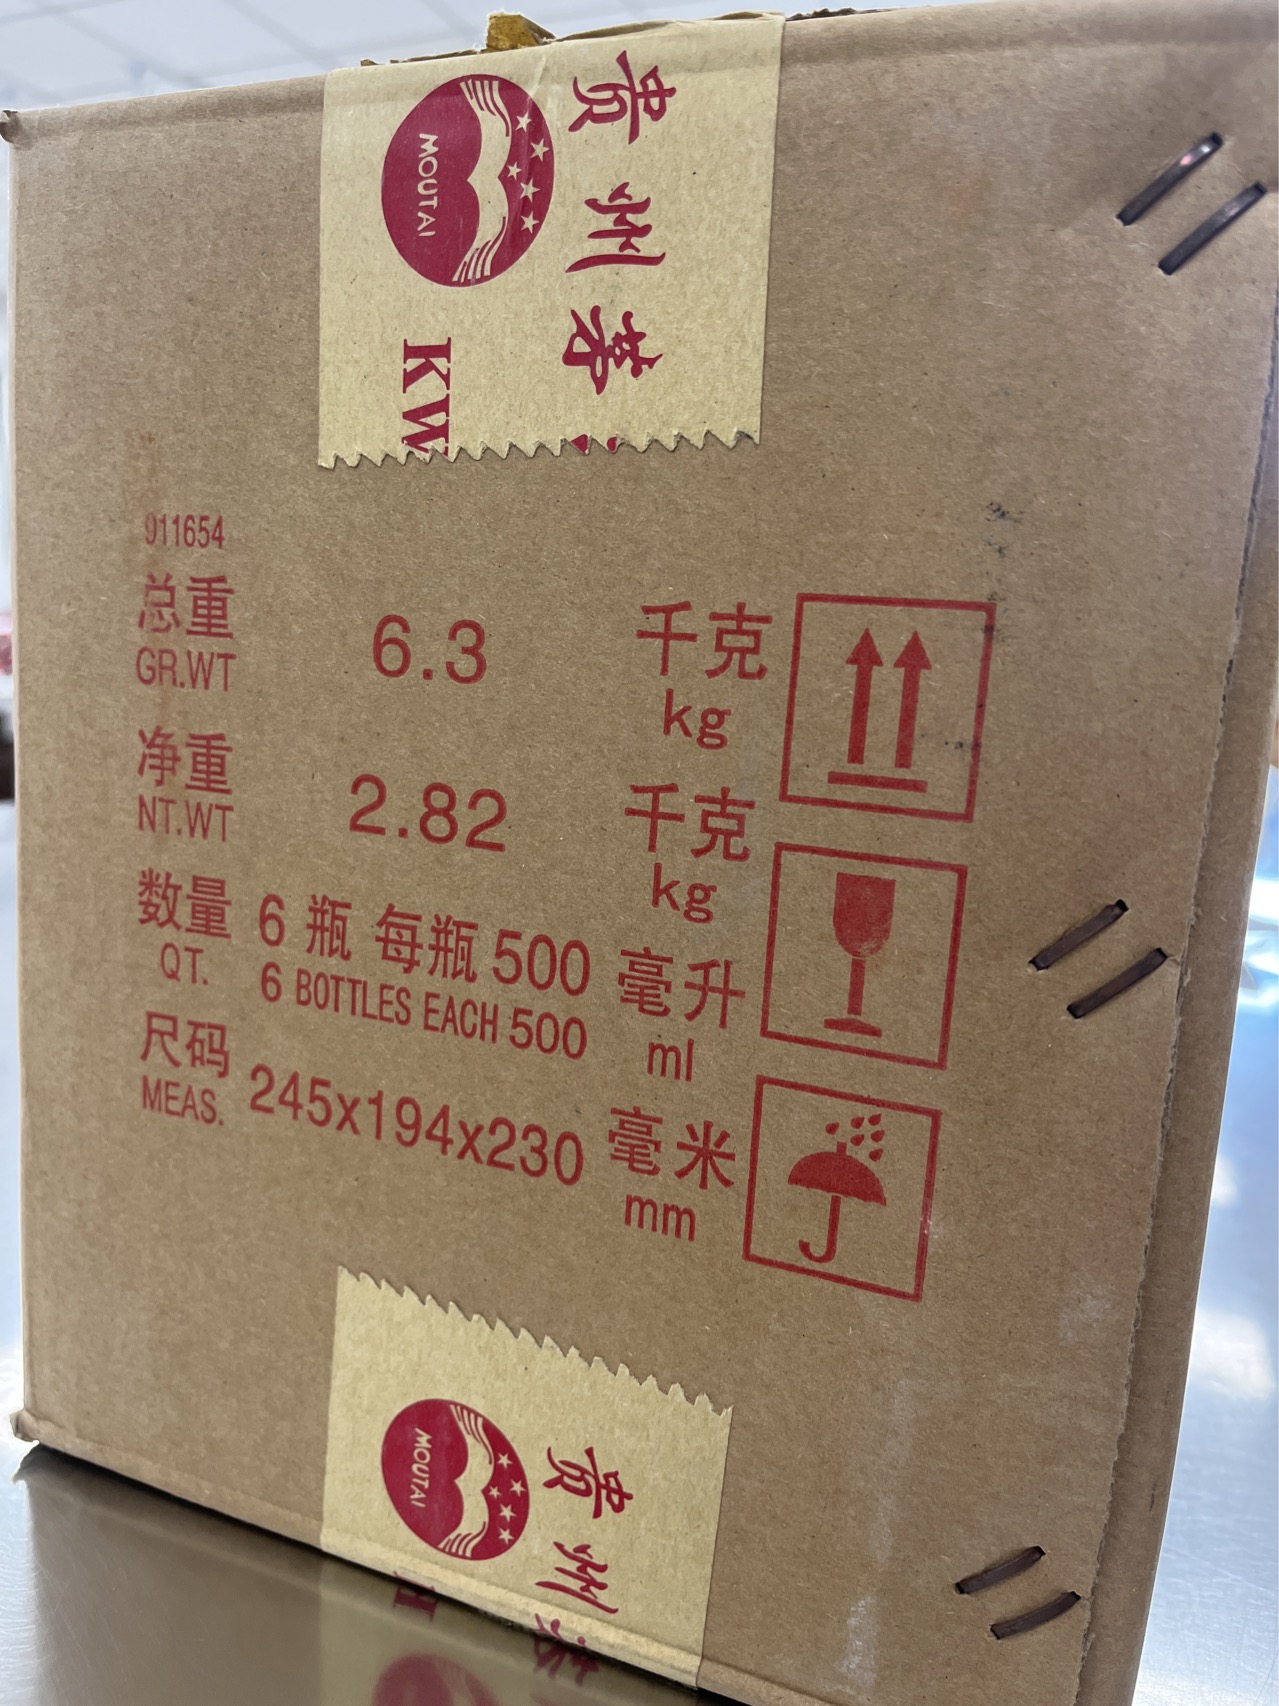 MOUTAI
贵州茅
KW
911654
总重 6.3 千克
GR.WT kg
净重 2.82 千克
NT.WT kg
数量 6 瓶 每瓶 500 毫升
QT. 6 BOTTLES EACH 500 ml
尺码 245x194x230 毫米
MEAS. mm
MOUTAI
贵州